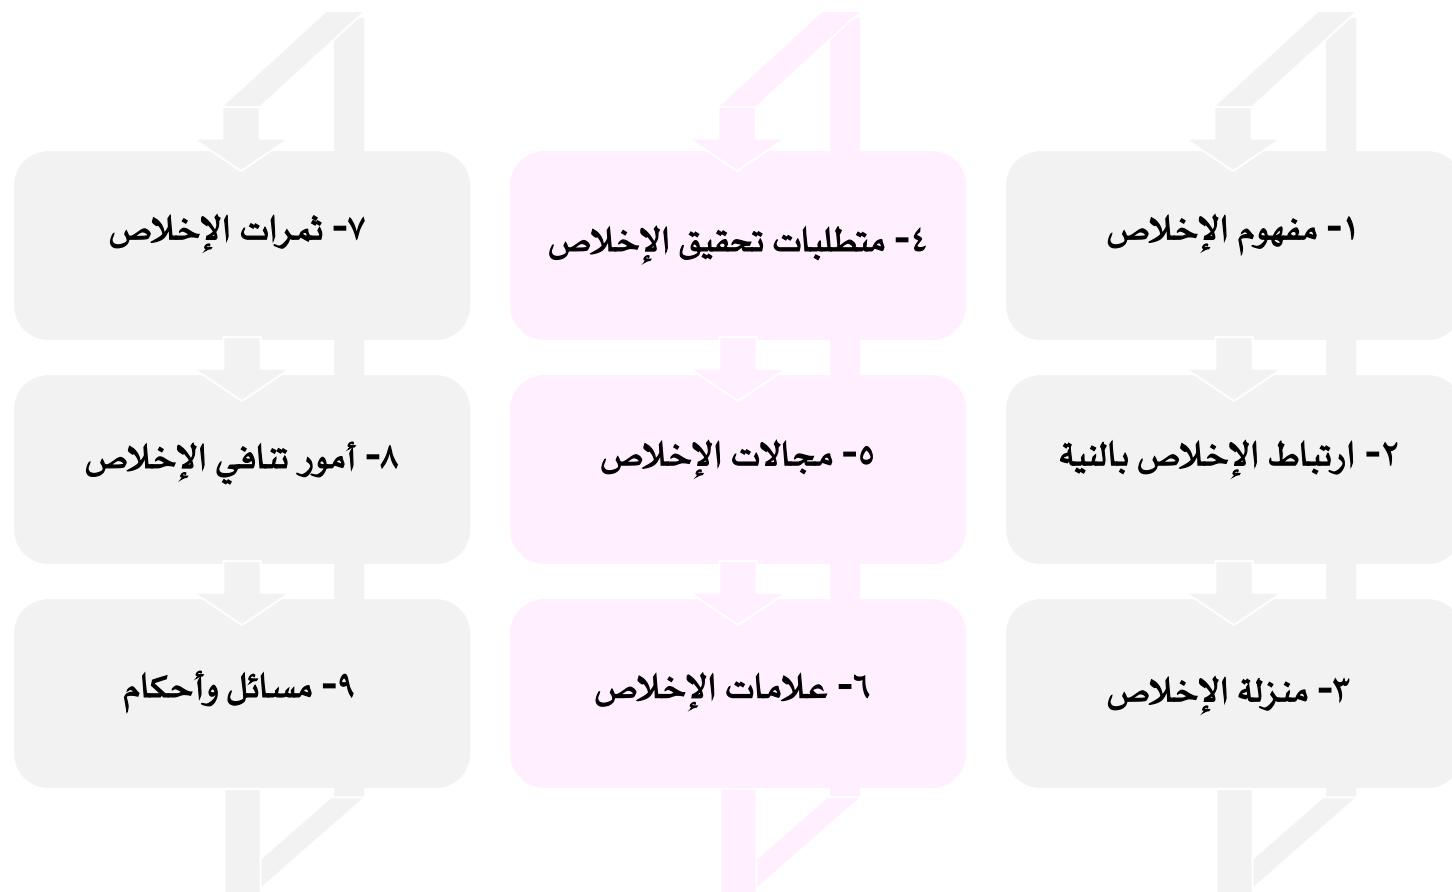 ١- مفهوم الإخلاص
٢- ارتباط الإخلاص بالنية
٣- منزلة الإخلاص
٤- متطلبات تحقيق الإخلاص
٥- مجالات الإخلاص
٦- علامات الإخلاص
٧- ثمرات الإخلاص
٨- أمور تنافي الإخلاص
٩- مسائل وأحكام